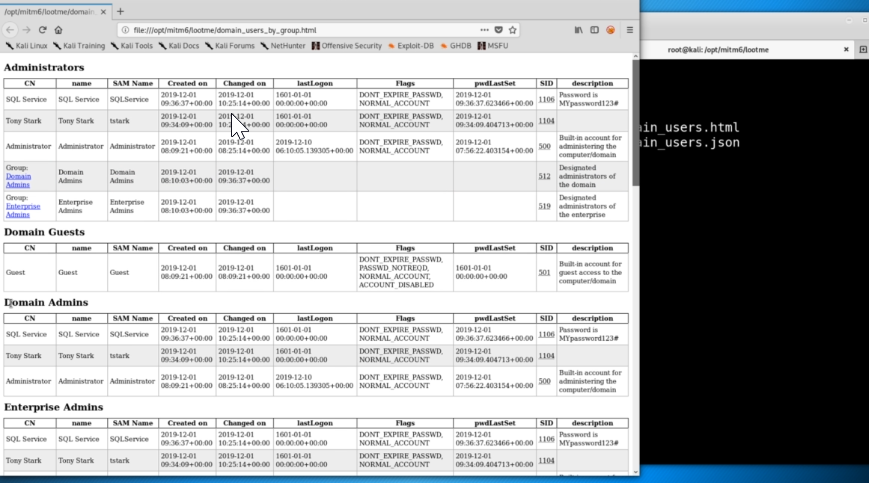 /opt/mitm6/lootme/domain_
file:///opt/mitm6/lootme/domain_users_by_group.html
Kali Linux Kali Training Kali Tools Kali Docs Kali Forums NetHunter Offensive Security Exploit-DB GHDB MSFU
root@kali: /opt/mitm6/lootme
in_users.html
in_users.json
Administrators
CN name SAM Name Created on Changed on lastLogon Flags pwdLastSet SID description
SQL Service SQL Service SQLService 2019-12-01 09:36:37+00:00 2019-12-01 10:25:14+00:00 1601-01-01 00:00:00+00:00 DONT_EXPIRE_PASSWD, NORMAL_ACCOUNT 2019-12-01 09:36:37.623466+00:00 1106 Password is MYpassword123#
Tony Stark Tony Stark tstark 2019-12-01 09:34:09+00:00 2019-12-01 1601-01-01 00:00:00+00:00 DONT_EXPIRE_PASSWD, NORMAL_ACCOUNT 2019-12-01 09:34:09.404713+00:00 1104
Administrator Administrator Administrator 2019-12-01 08:09:21+00:00 2019-12-01 08:25:14+00:00 2019-12-10 06:10:05.139305+00:00 DONT_EXPIRE_PASSWD, NORMAL_ACCOUNT 2019-12-01 07:56:22.403154+00:00 500 Built-in account for administering the computer/domain
Group: Domain Admins Domain Admins Domain Admins 2019-12-01 08:10:03+00:00 2019-12-01 09:36:37+00:00 512 Designated administrators of the domain
Group: Enterprise Admins Enterprise Admins Enterprise Admins 2019-12-01 08:10:03+00:00 2019-12-01 09:36:37+00:00 519 Designated administrators of the enterprise
Domain Guests
CN name SAM Name Created on Changed on lastLogon Flags pwdLastSet SID description
Guest Guest Guest 2019-12-01 08:09:21+00:00 2019-12-01 08:09:21+00:00 1601-01-01 00:00:00+00:00 DONT_EXPIRE_PASSWD, PASSWD_NOTREQD, NORMAL_ACCOUNT, ACCOUNT_DISABLED 1601-01-01 00:00:00+00:00 501 Built-in account for guest access to the computer/domain
Domain Admins
CN name SAM Name Created on Changed on lastLogon Flags pwdLastSet SID description
SQL Service SQL Service SQLService 2019-12-01 09:36:37+00:00 2019-12-01 10:25:14+00:00 1601-01-01 00:00:00+00:00 DONT_EXPIRE_PASSWD, NORMAL_ACCOUNT 2019-12-01 09:36:37.623466+00:00 1106 Password is MYpassword123#
Tony Stark Tony Stark tstark 2019-12-01 09:34:09+00:00 2019-12-01 10:25:14+00:00 1601-01-01 00:00:00+00:00 DONT_EXPIRE_PASSWD, NORMAL_ACCOUNT 2019-12-01 09:34:09.404713+00:00 1104
Administrator Administrator Administrator 2019-12-01 08:09:21+00:00 2019-12-01 08:25:14+00:00 2019-12-10 06:10:05.139305+00:00 DONT_EXPIRE_PASSWD, NORMAL_ACCOUNT 2019-12-01 07:56:22.403154+00:00 500 Built-in account for administering the computer/domain
Enterprise Admins
CN name SAM Name Created on Changed on lastLogon Flags pwdLastSet SID description
SQL Service SQL Service SQLService 2019-12-01 09:36:37+00:00 2019-12-01 10:25:14+00:00 1601-01-01 00:00:00+00:00 DONT_EXPIRE_PASSWD, NORMAL_ACCOUNT 2019-12-01 09:36:37.623466+00:00 1106 Password is MYpassword123#
Tony Stark Tony Stark tstark 2019-12-01 09:34:09+00:00 2019-12-01 10:25:14+00:00 1601-01-01 00:00:00+00:00 DONT_EXPIRE_PASSWD, NORMAL_ACCOUNT 2019-12-01 09:34:09.404713+00:00 1104